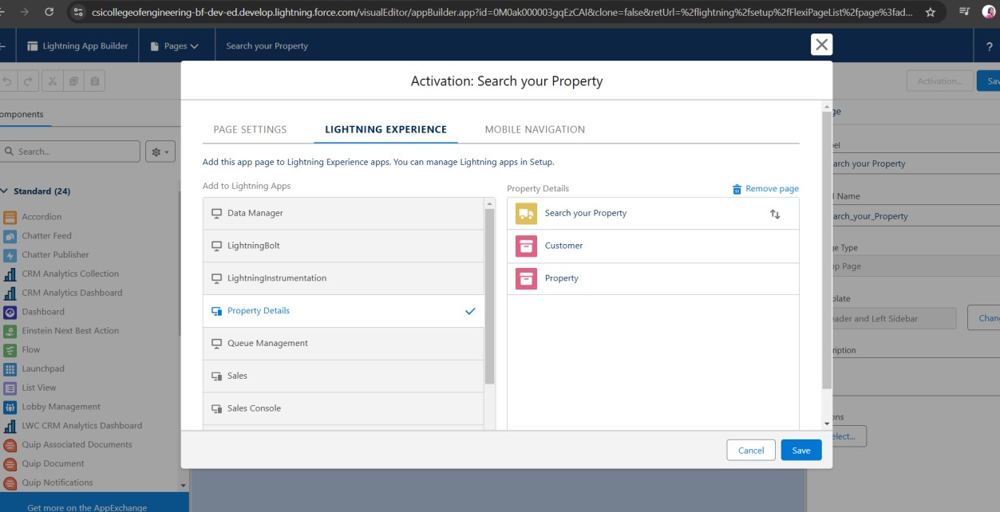 csicollegeofengineering-bf-dev-ed.develop.lightning.force.com/visualEditor/appBuilder.app?id=0M0ak000003gqEzCAI&clone=false&retUrl=%2flightning%2fsetup%2fFlexiPageList%2fpage%3fad...
Lightning App Builder
Pages
Search your Property
?
Activation: Search your Property
Activation...
Sav
omponents
ge
PAGE SETTINGS
LIGHTNING EXPERIENCE
MOBILE NAVIGATION
Search...
bel
Add this app page to Lightning Experience apps. You can manage Lightning apps in Setup.
arch your Property
Add to Lightning Apps
Property Details
Remove page
Standard (24)
I Name
Data Manager
Search your Property
arch_your_Property
Accordion
Chatter Feed
LightningBolt
Customer
ge Type
Chatter Publisher
pp Page
CRM Analytics Collection
LightningInstrumentation
Property
CRM Analytics Dashboard
plate
Dashboard
Property Details
eader and Left Sidebar
Chan
Einstein Next Best Action
Queue Management
Flow
ription
Launchpad
Sales
List View
Lobby Management
Sales Console
ons
LWC CRM Analytics Dashboard
elect...
Quip Associated Documents
Cancel
Save
Quip Document
Quip Notifications
Get more on the AppExchange